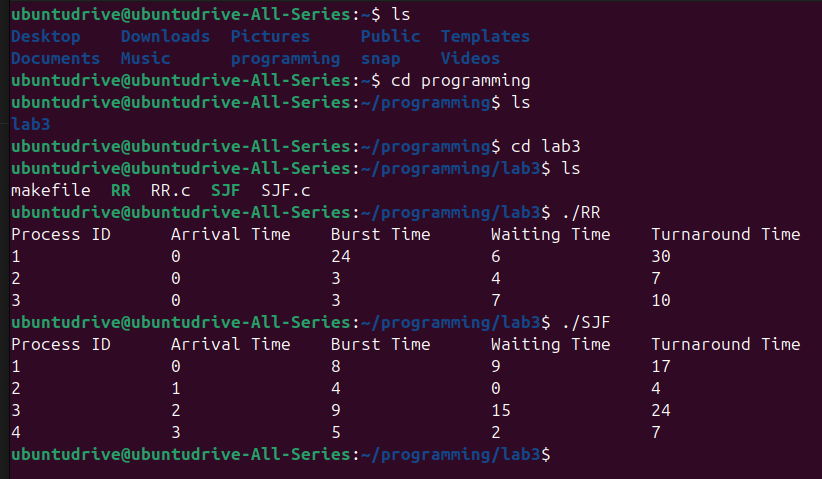 ubuntudrive@ubuntudrive-All-Series:~$ ls
Desktop    Downloads  Pictures     Public  Templates
Documents  Music      programming  snap    Videos
ubuntudrive@ubuntudrive-All-Series:~$ cd programming
ubuntudrive@ubuntudrive-All-Series:~/programming$ ls
lab3
ubuntudrive@ubuntudrive-All-Series:~/programming$ cd lab3
ubuntudrive@ubuntudrive-All-Series:~/programming/lab3$ ls
makefile  RR  RR.c  SJF  SJF.c
ubuntudrive@ubuntudrive-All-Series:~/programming/lab3$ ./RR
Process ID      Arrival Time    Burst Time      Waiting Time    Turnaround Time
1               0               24              6               30
2               0               3               4               7
3               0               3               7               10
ubuntudrive@ubuntudrive-All-Series:~/programming/lab3$ ./SJF
Process ID      Arrival Time    Burst Time      Waiting Time    Turnaround Time
1               0               8               9               17
2               1               4               0               4
3               2               9               15              24
4               3               5               2               7
ubuntudrive@ubuntudrive-All-Series:~/programming/lab3$